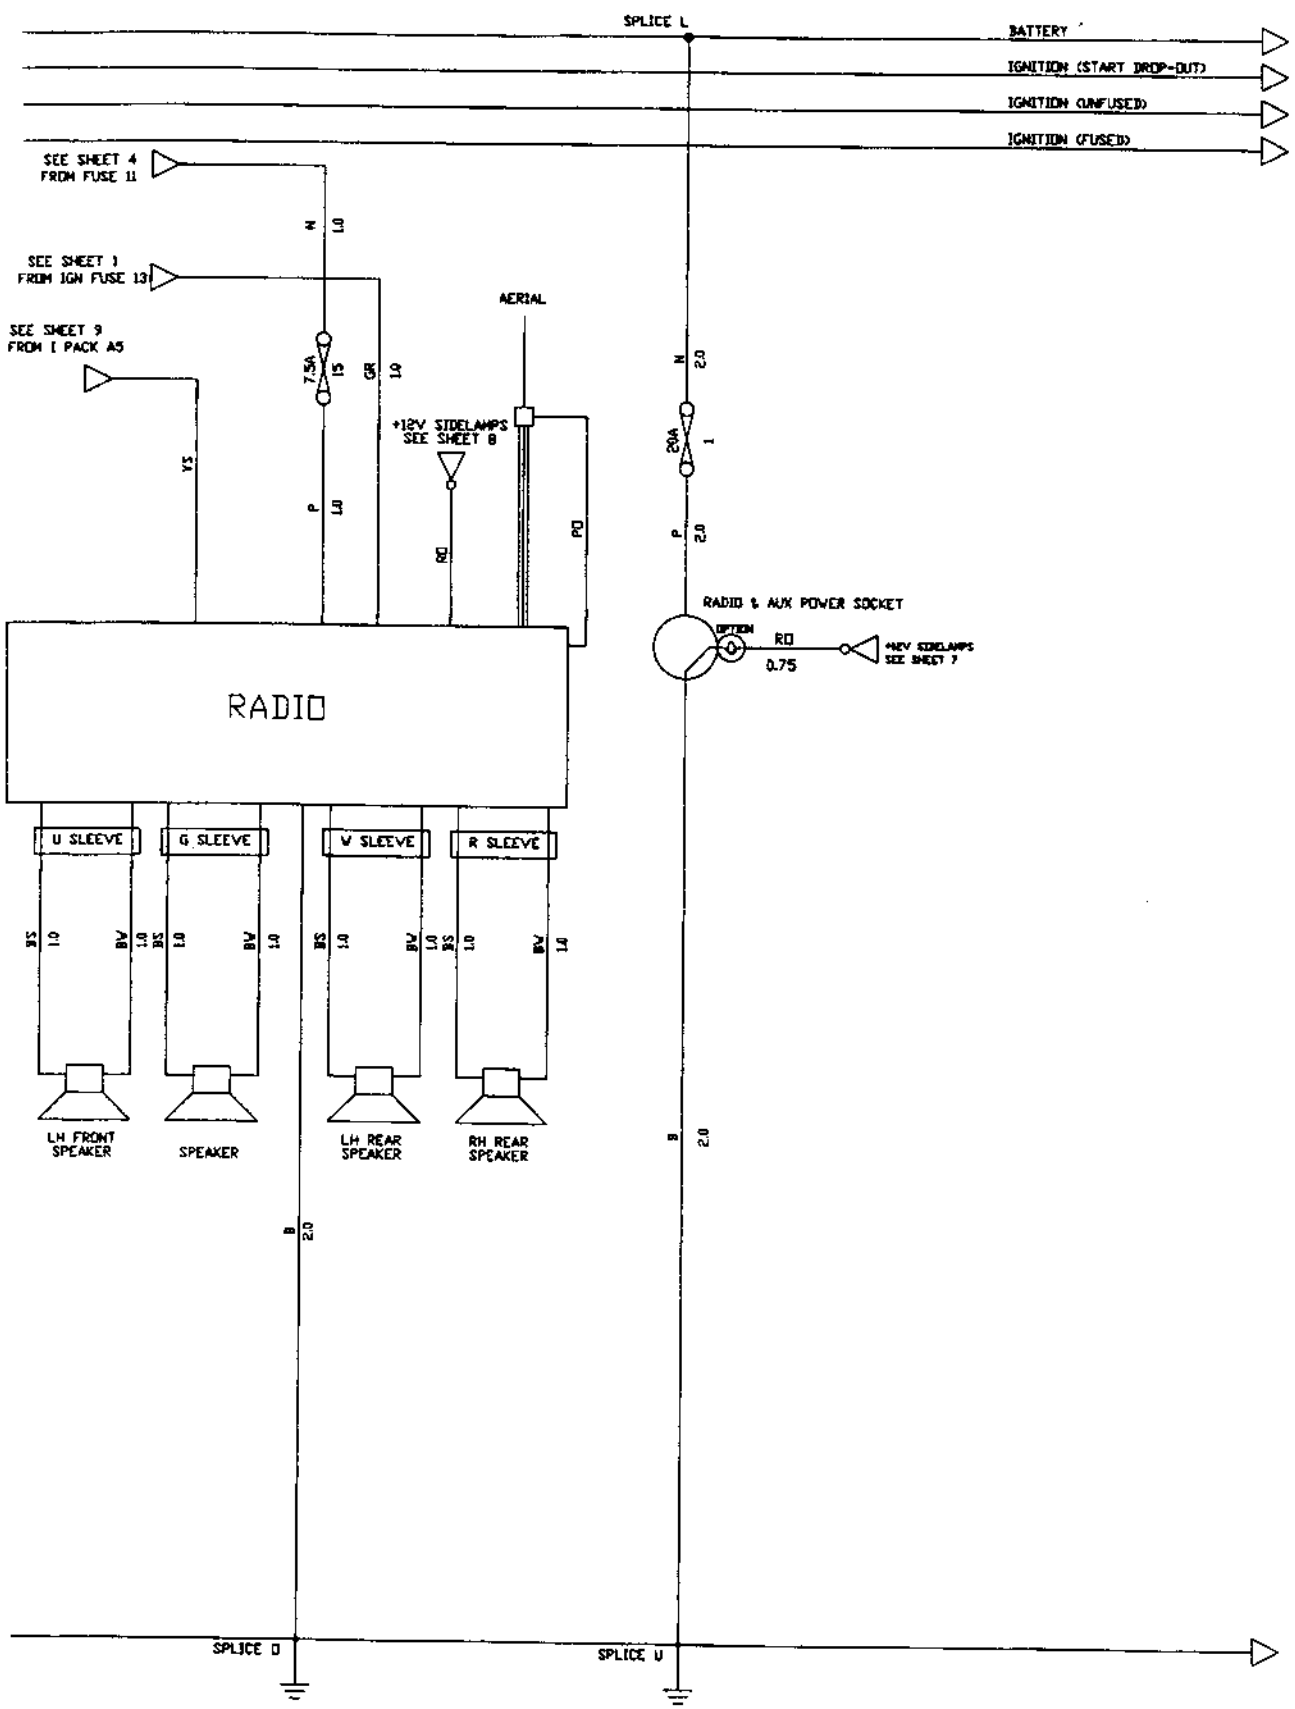 SPLICE L
BATTERY
IGNITION (START DROP-OUT)
IGNITION (UNFUSED)
IGNITION (FUSED)
SEE SHEET 4
FROM FUSE 11
N
1.0
SEE SHEET 1
FROM IGN FUSE 13
AERIAL
SEE SHEET 9
FROM I PACK A5
7.5A
15
GR
1.0
N
2.0
+12V SIDELAMPS
SEE SHEET 8
20A
1
YS
P
1.0
RO
PO
P
2.0
RADIO & AUX POWER SOCKET
OPTION
RO
0.75
+12V SIDELAMPS
SEE SHEET 7
RADIO
U SLEEVE
G SLEEVE
W SLEEVE
R SLEEVE
BS
1.0
BW
1.0
BS
1.0
BW
1.0
BS
1.0
BW
1.0
BS
1.0
BW
1.0
LH FRONT
SPEAKER
SPEAKER
LH REAR
SPEAKER
RH REAR
SPEAKER
B
2.0
B
2.0
SPLICE O
SPLICE U